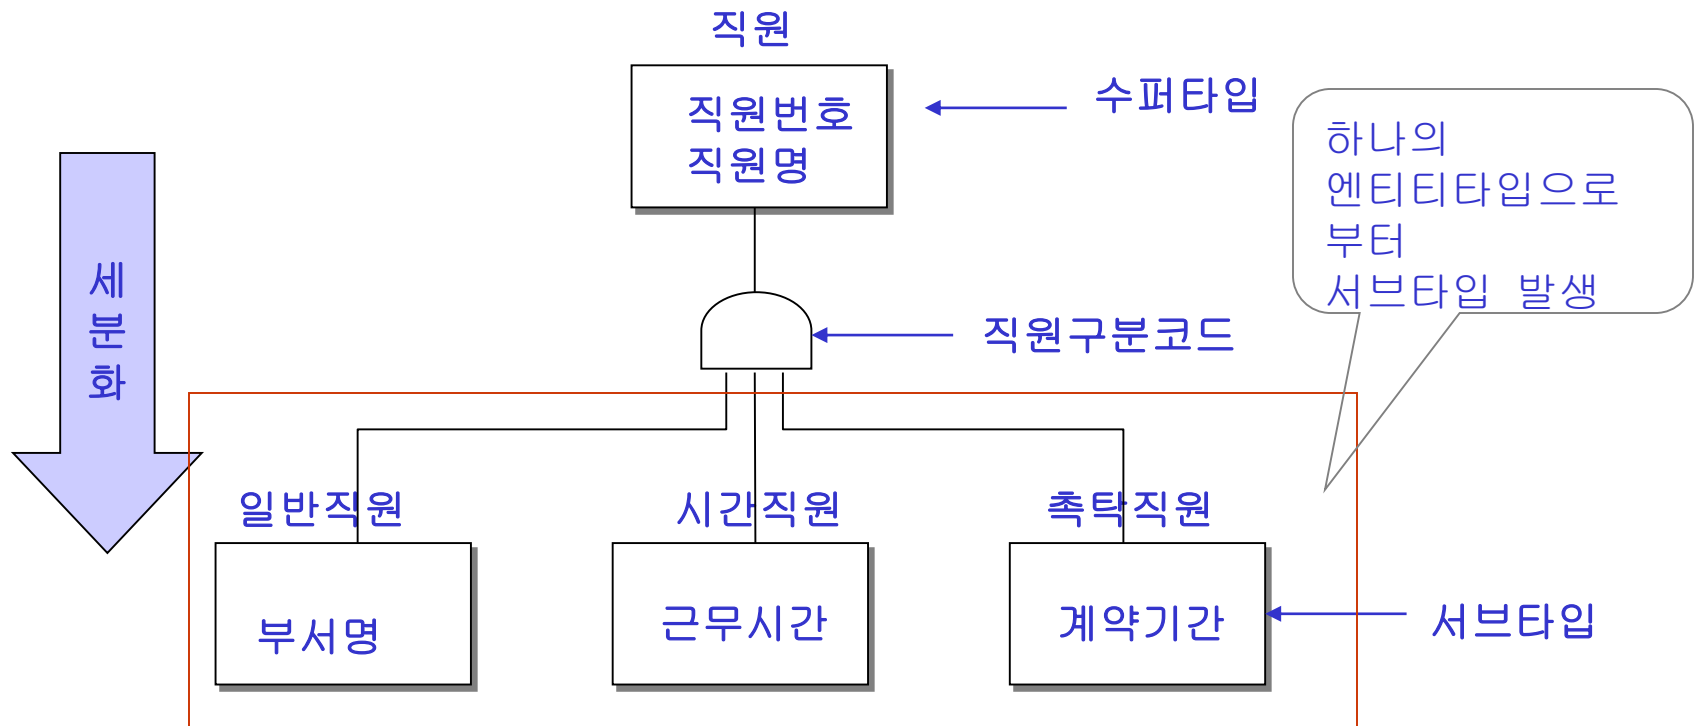 직원
직원번호
직원명
수퍼타입
하나의
엔티티타입으로
부터
서브타입 발생
세
분
화
직원구분코드
일반직원
시간직원
촉탁직원
부서명
근무시간
계약기간
서브타입